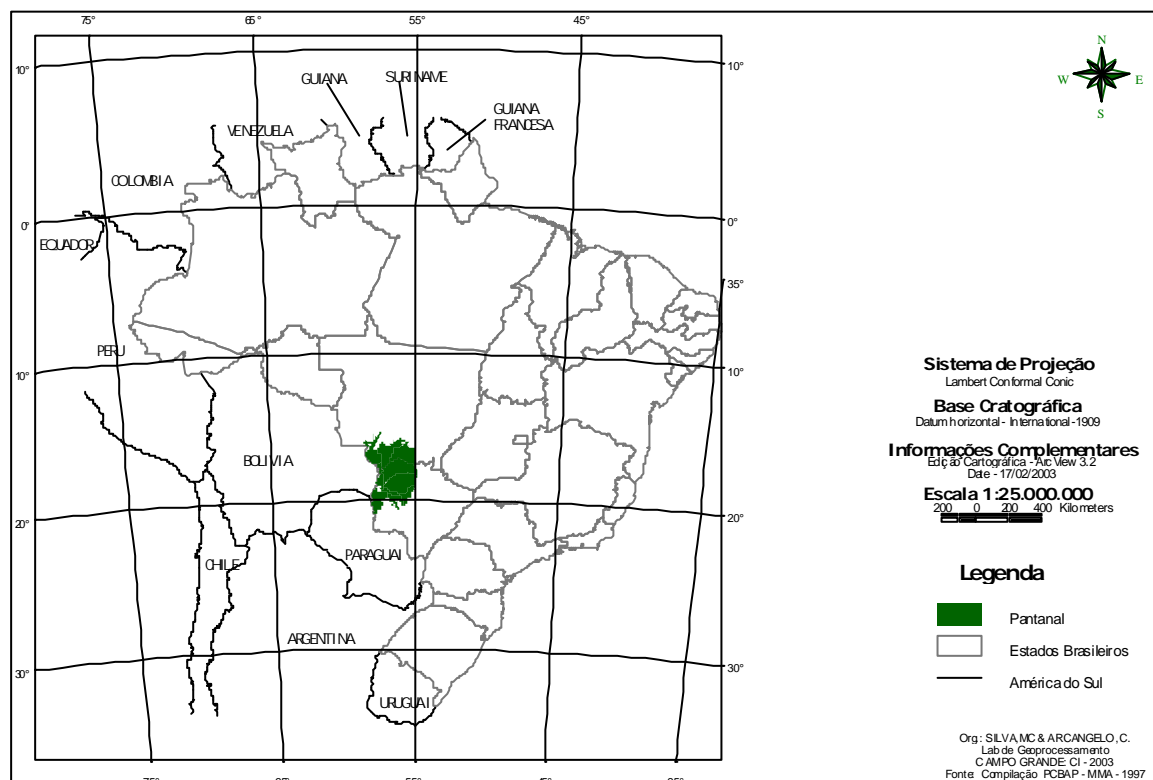 75°
65°
55°
45°
10°
10°
N
W
E
S
GUIANA
SURINAME
GUIANA
FRANCESA
VENEZUELA
COLOMBIA
0°
0°
EQUADOR
35°
PERU
10°
10°
Sistema de Projeção
Lambert Conformal Conic
Base Cratográfica
Datum horizontal - International -1909
Informações Complementares
Edição Cartográfica - Arc View 3.2
Date - 17/02/2003
Escala 1:25.000.000
200 0 200 400 Kilometers
BOLIVIA
20°
20°
PARAGUAI
CHILE
Legenda
Pantanal
Estados Brasileiros
América do Sul
ARGENTINA
30°
30°
URUGUAI
Org.: SILVA, MC & ARCANGELO, C.
Lab de Geoprocessamento
CAMPO GRANDE: CI - 2003
Fonte: Compilação PCBAP - MMA - 1997
55°
45°